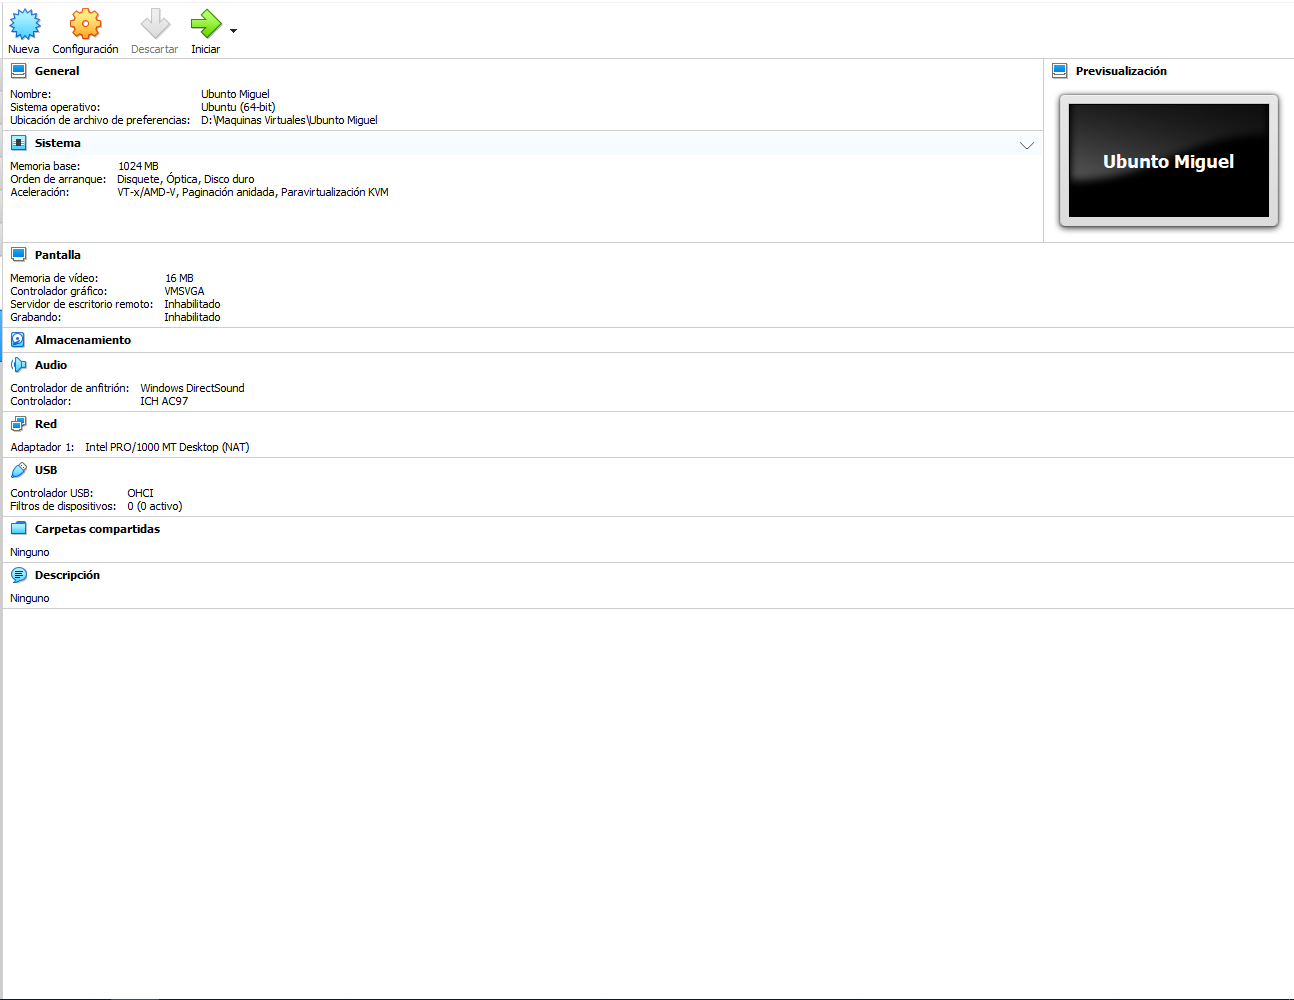 Nueva Configuración Descartar Iniciar
General
Nombre: Ubunto Miguel
Sistema operativo: Ubuntu (64-bit)
Ubicación de archivo de preferencias: D:\Maquinas Virtuales\Ubunto Miguel
Previsualización
Ubunto Miguel
Sistema
Memoria base: 1024 MB
Orden de arranque: Disquete, Óptica, Disco duro
Aceleración: VT-x/AMD-V, Paginación anidada, Paravirtualización KVM
Pantalla
Memoria de vídeo: 16 MB
Controlador gráfico: VMSVGA
Servidor de escritorio remoto: Inhabilitado
Grabando: Inhabilitado
Almacenamiento
Audio
Controlador de anfitrión: Windows DirectSound
Controlador: ICH AC97
Red
Adaptador 1: Intel PRO/1000 MT Desktop (NAT)
USB
Controlador USB: OHCI
Filtros de dispositivos: 0 (0 activo)
Carpetas compartidas
Ninguno
Descripción
Ninguno